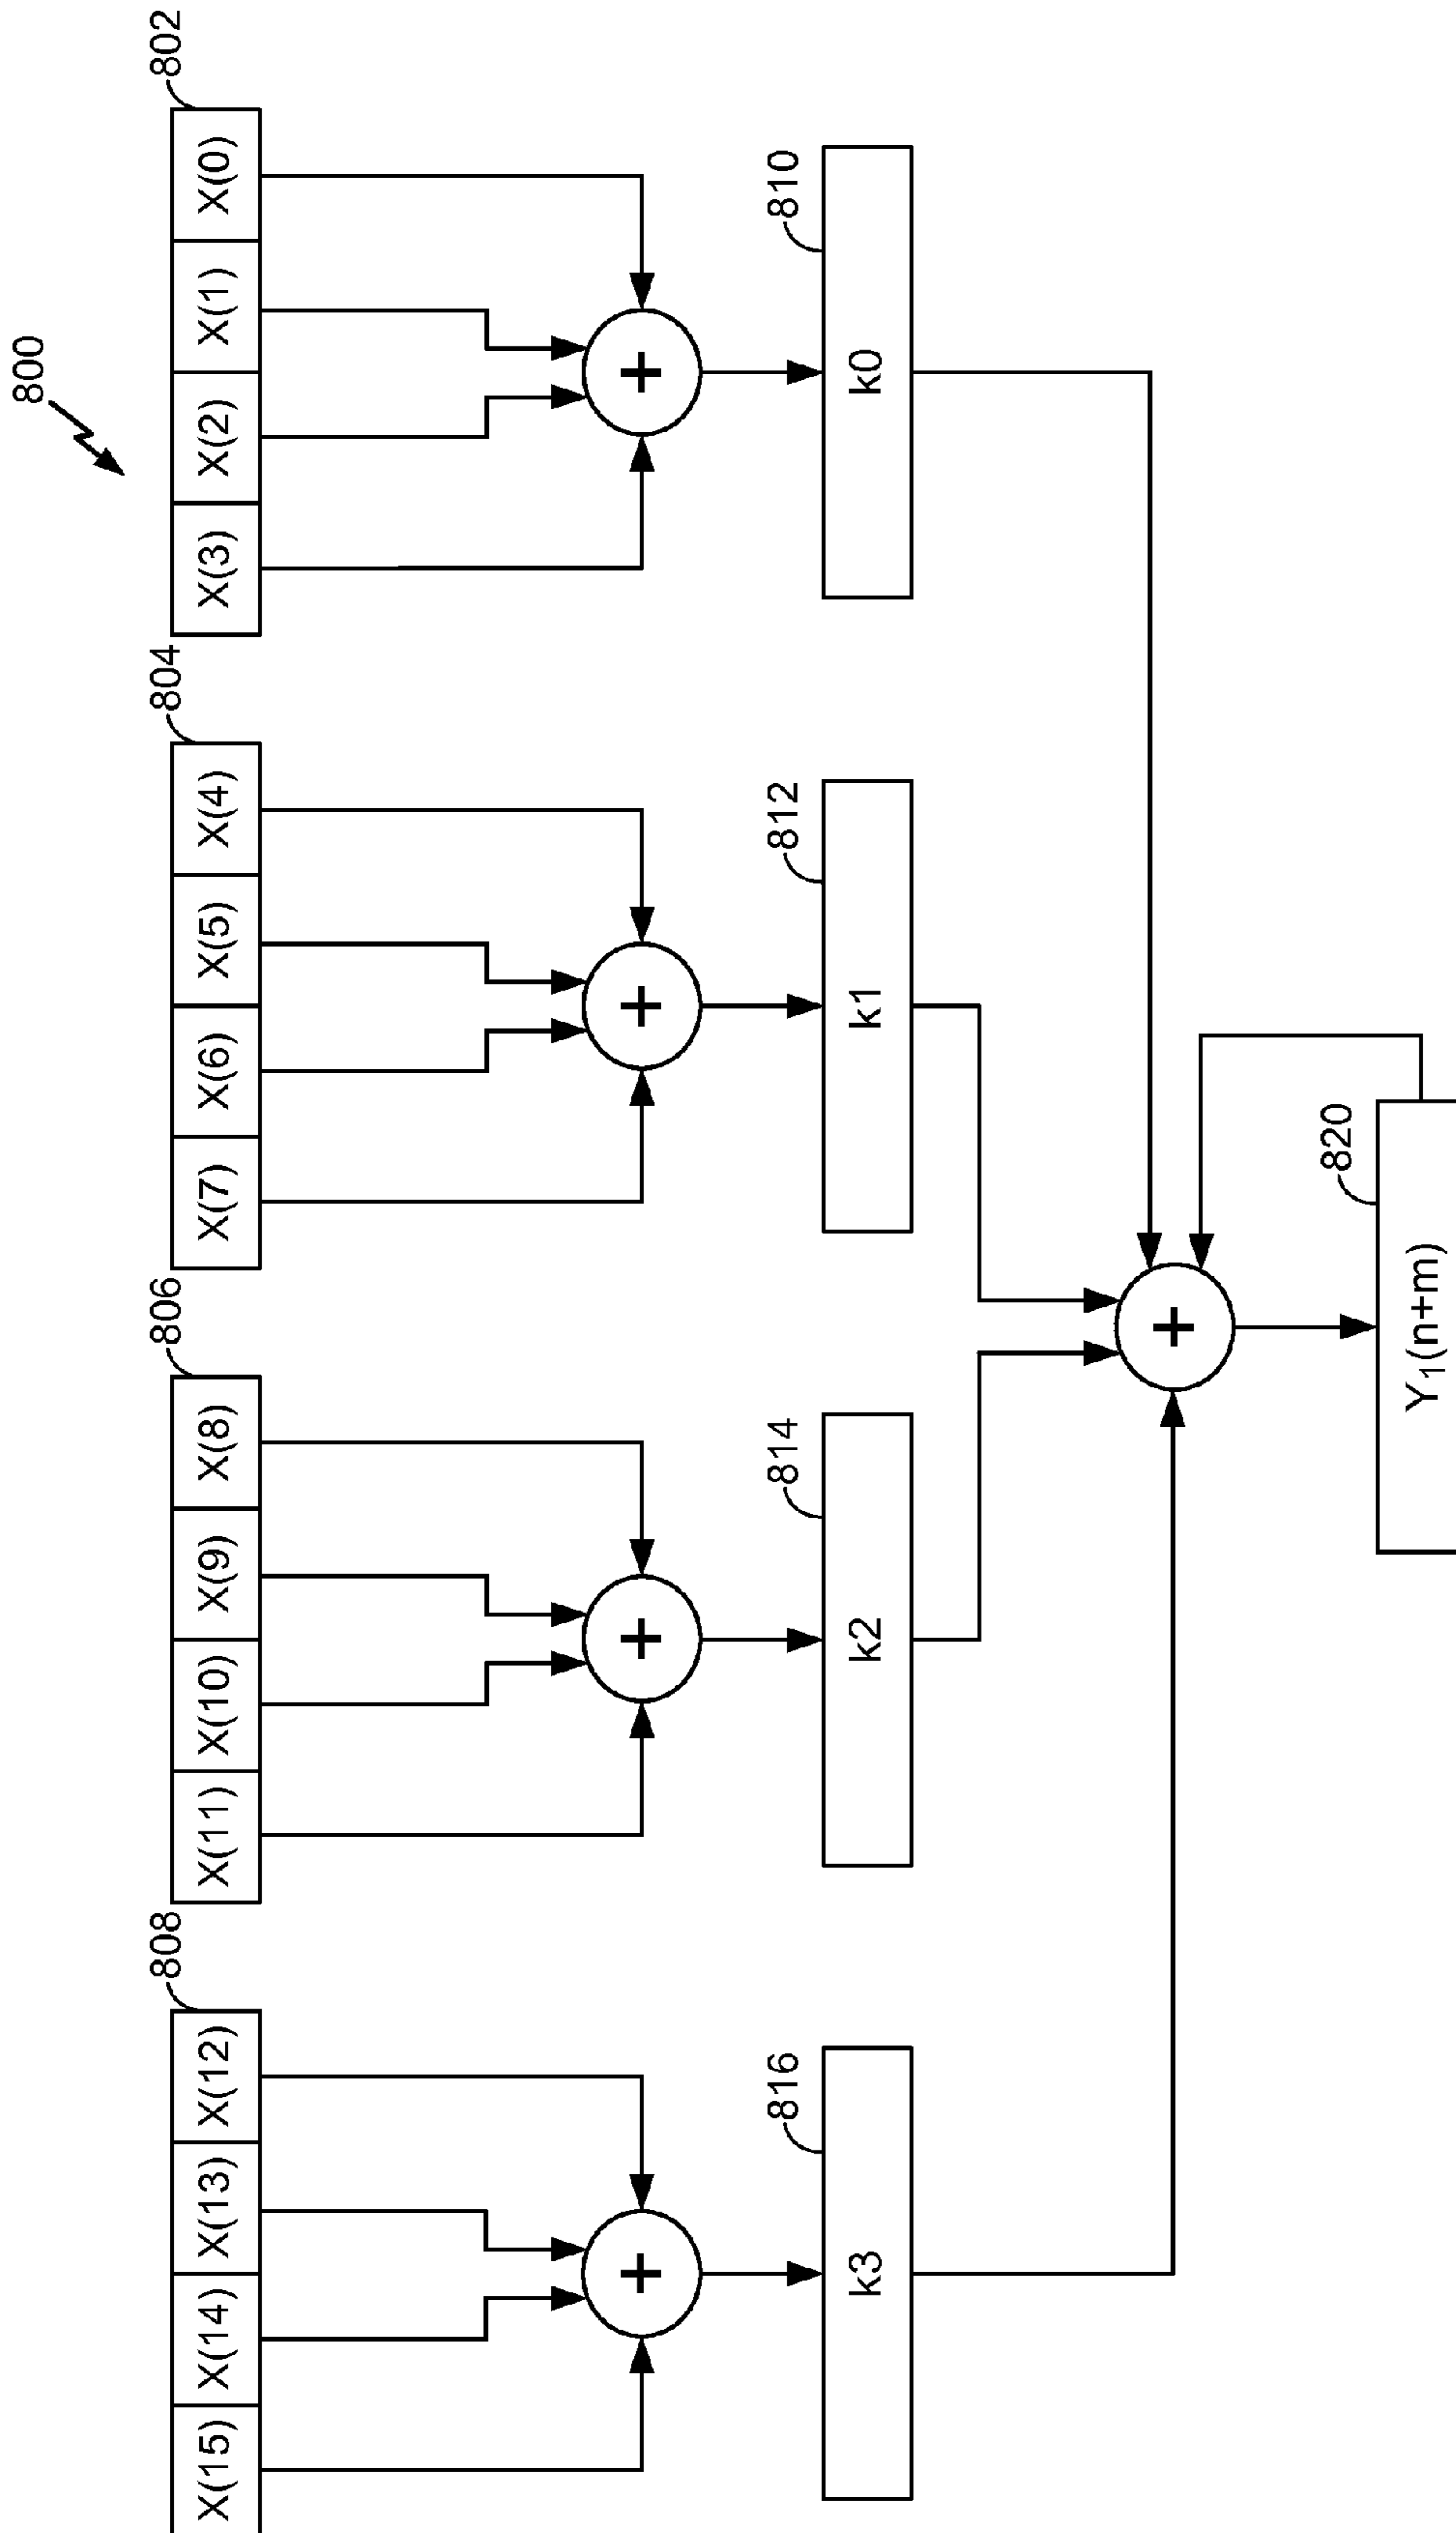 800
808
806
804
802
X(15) X(14) X(13) X(12)
X(11) X(10) X(9) X(8)
X(7) X(6) X(5) X(4)
X(3) X(2) X(1) X(0)
+ + + +
816
814
812
810
k3
k2
k1
k0
+
820
Y₁(n+m)